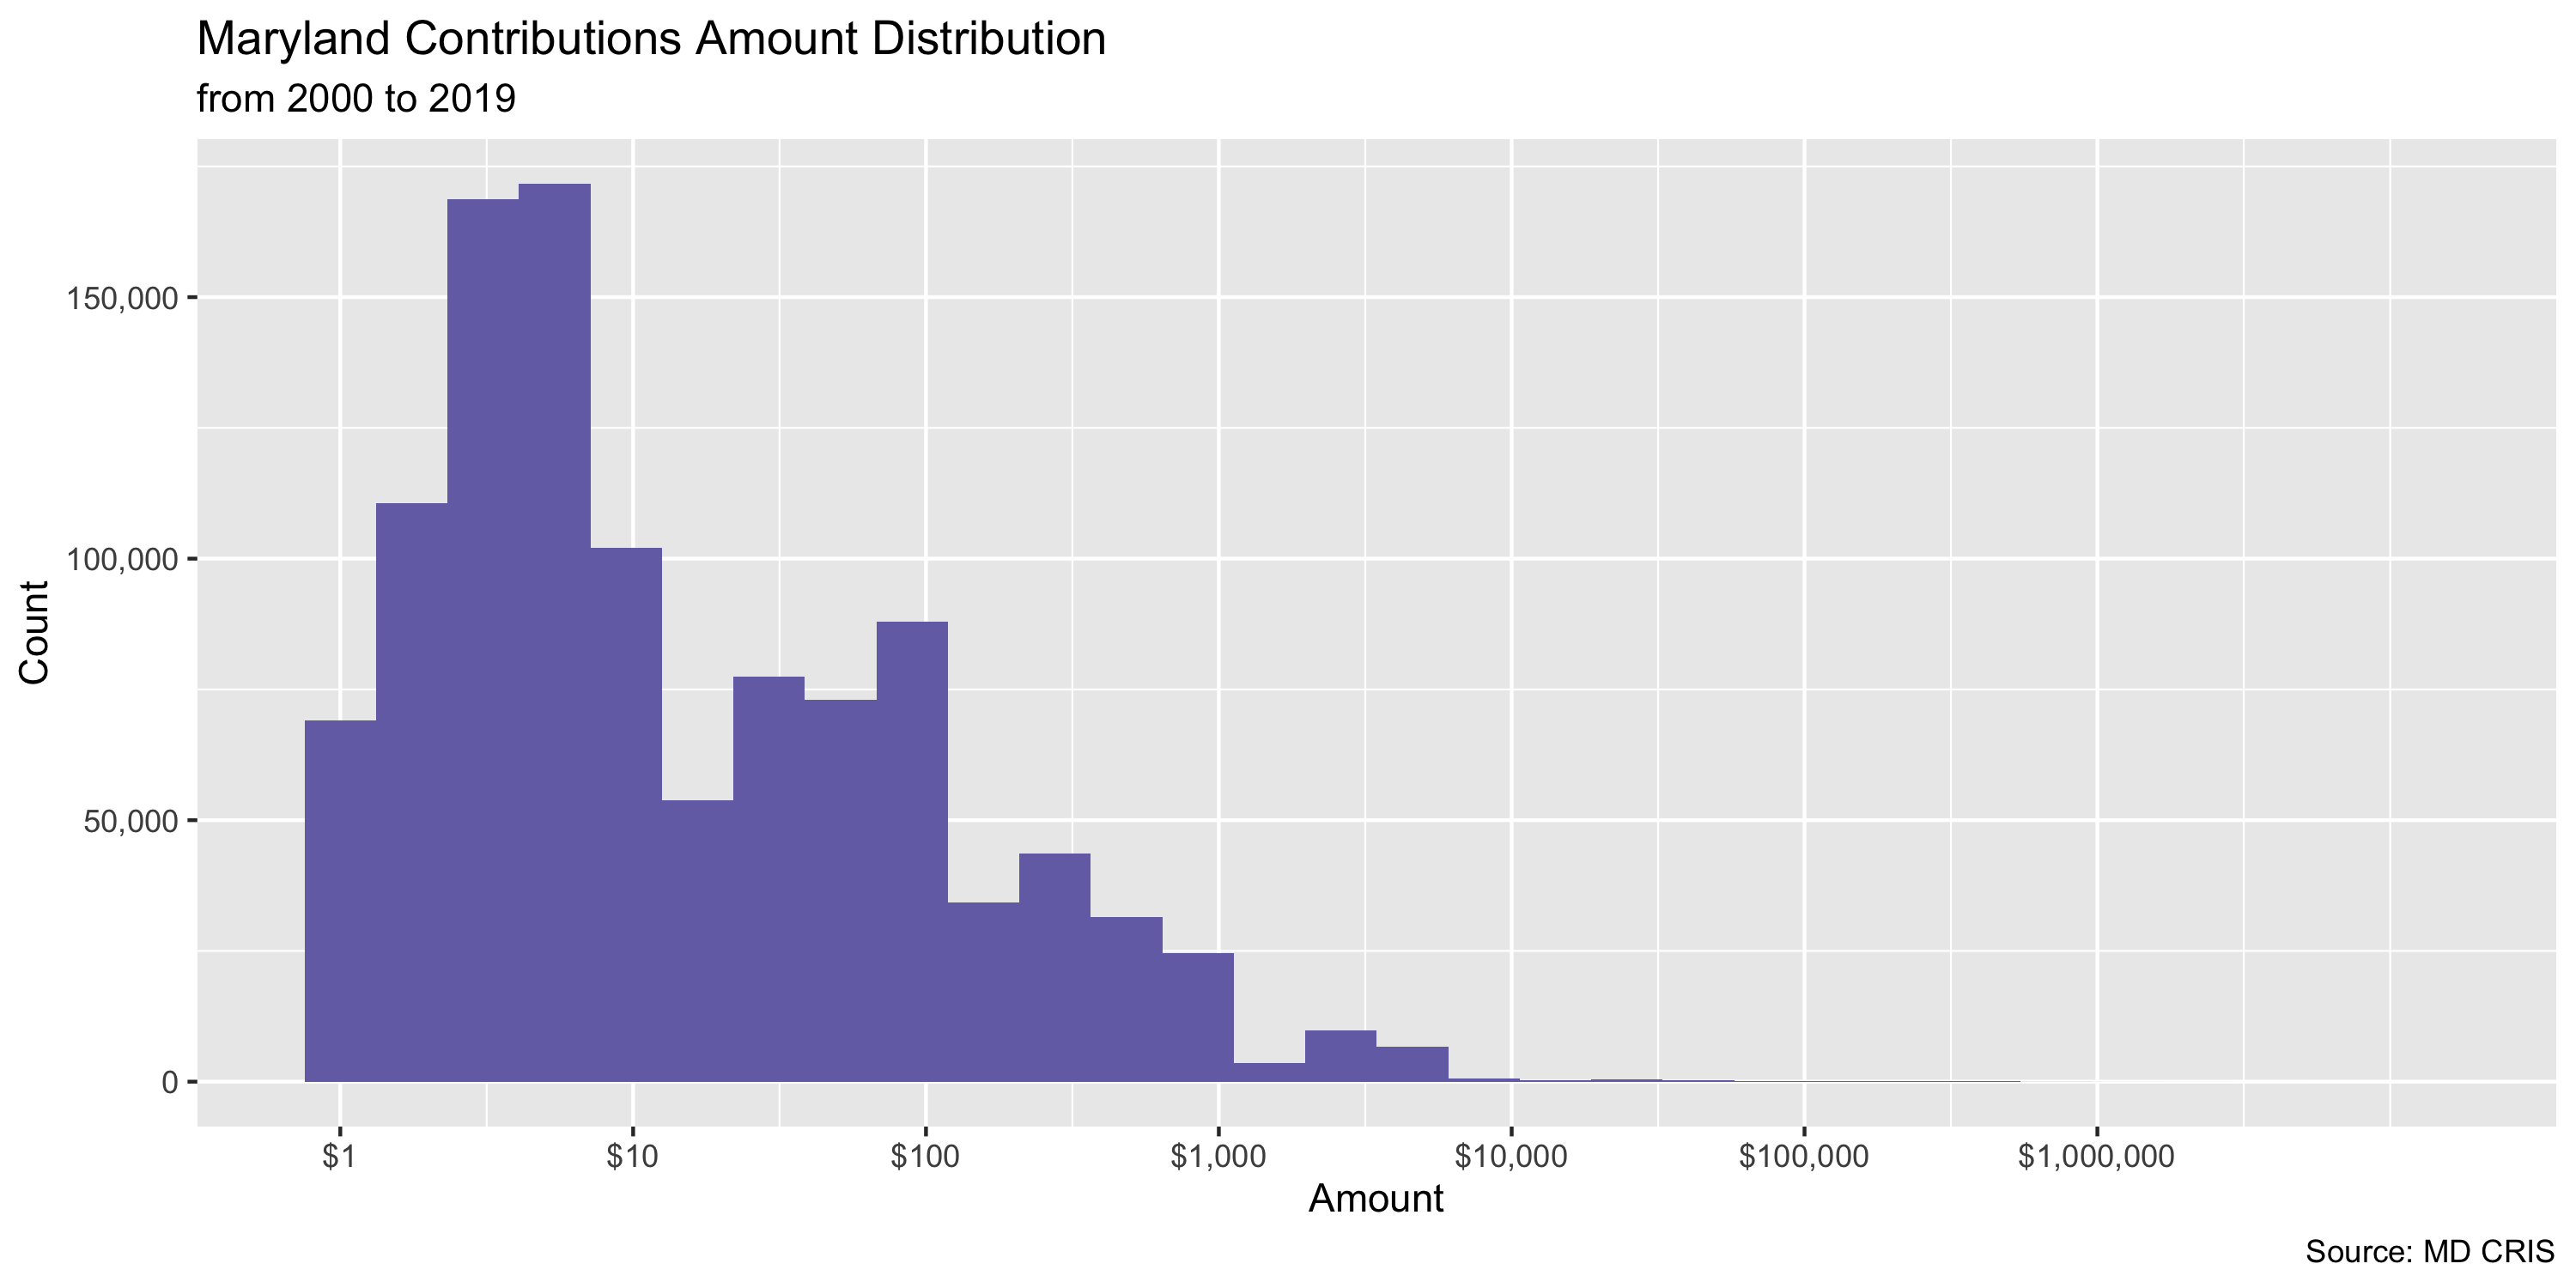 Maryland Contributions Amount Distribution
from 2000 to 2019
150,000
100,000
50,000
0
Count
$1
$10
$100
$1,000
$10,000
$100,000
$1,000,000
Amount
Source: MD CRIS